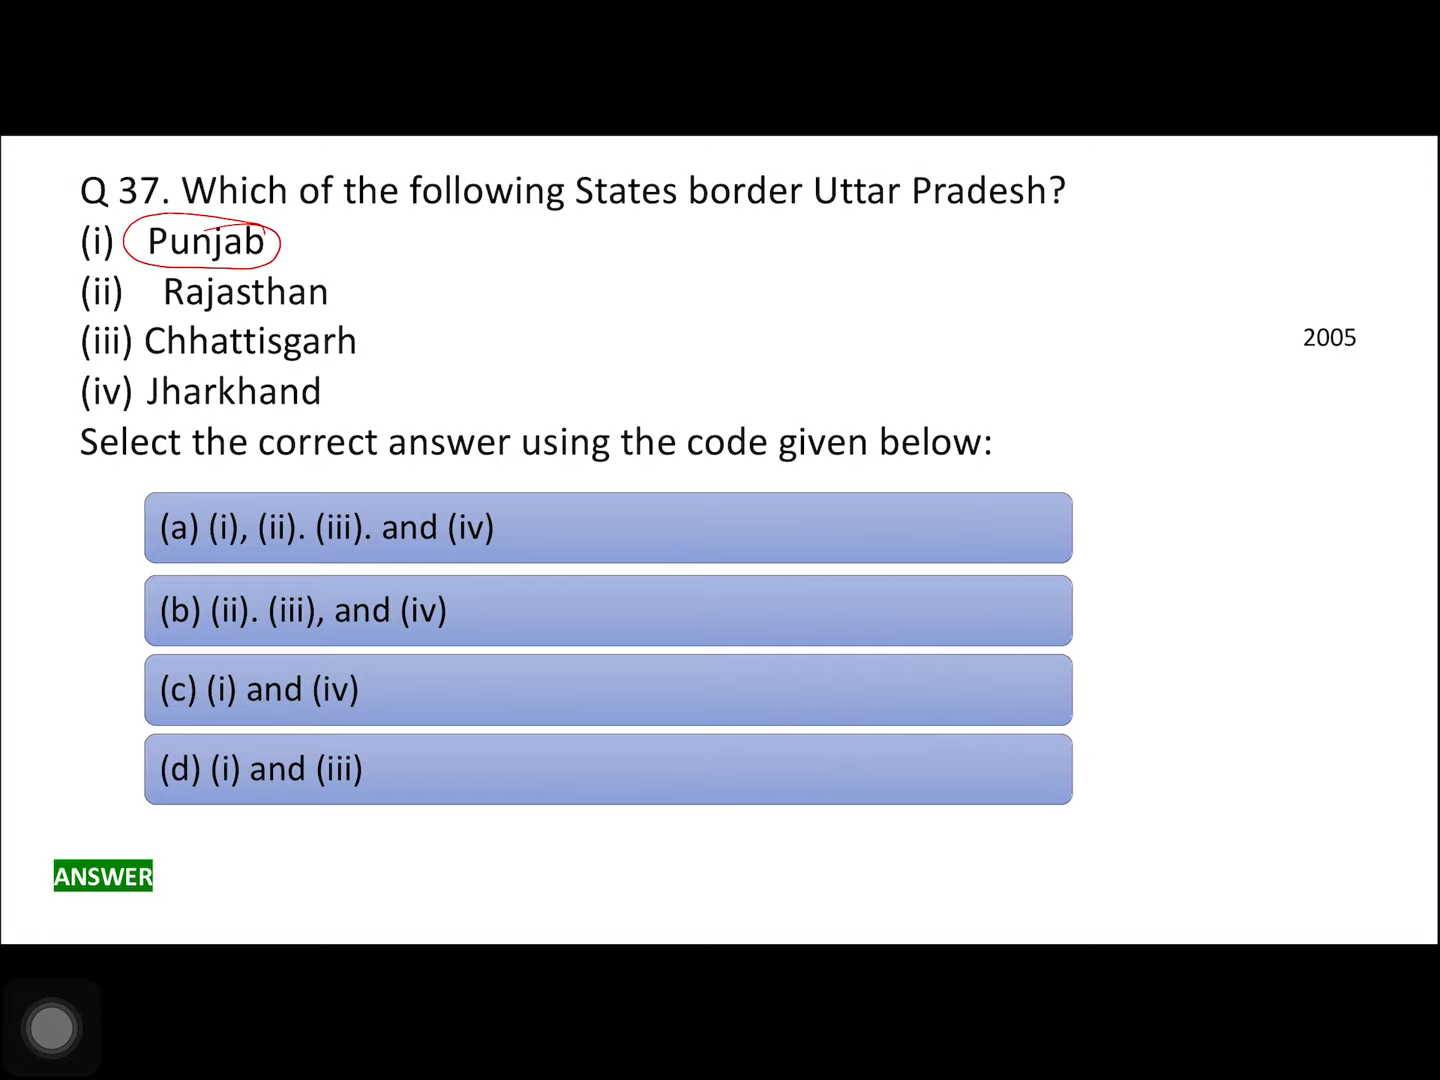 Q 37. Which of the following States border Uttar Pradesh?
(i) Punjab
(ii) Rajasthan
(iii) Chhattisgarh
2005
(iv) Jharkhand
Select the correct answer using the code given below:
(a) (i), (ii). (iii). and (iv)
(b) (ii). (iii), and (iv)
(c) (i) and (iv)
(d) (i) and (iii)
ANSWER